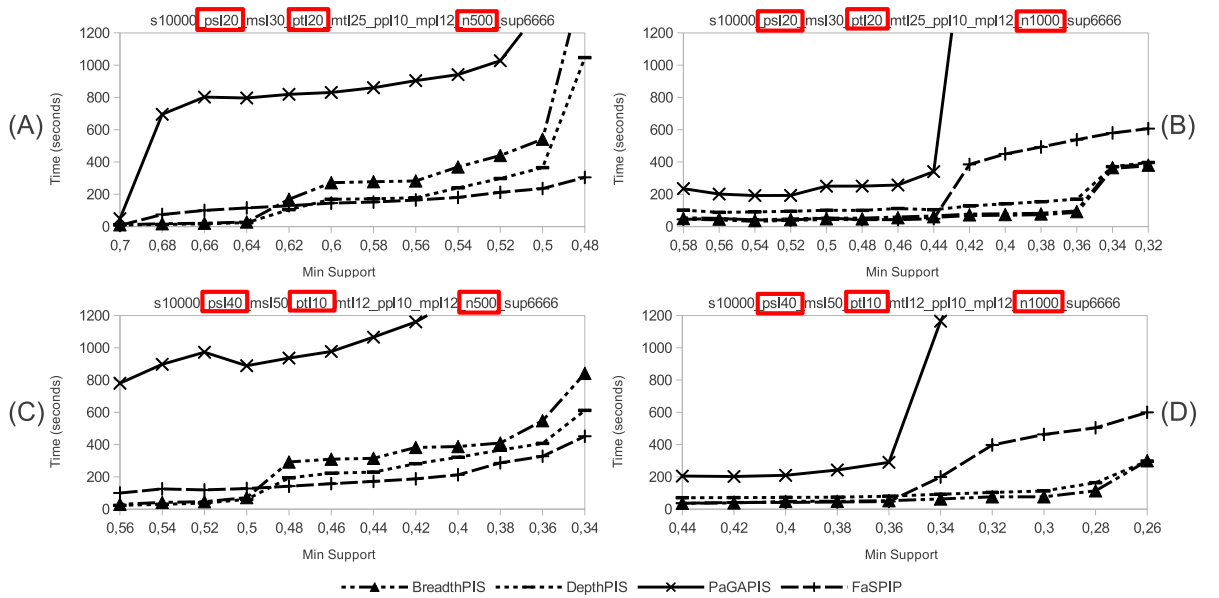 s10000_psl20_msl30_ptl20_mtl25_ppl10_mpl12_n500_sup6666
1200
1000
800
600
400
200
0
Time (seconds)
(A)
0,7 0,68 0,66 0,64 0,62 0,6 0,58 0,56 0,54 0,52 0,5 0,48
Min Support
s10000_psl20_msl30_ptl20_mtl25_ppl10_mpl12_n1000_sup6666
1200
1000
800
600
400
200
0
Time (seconds)
(B)
0,58 0,56 0,54 0,52 0,5 0,48 0,46 0,44 0,42 0,4 0,38 0,36 0,34 0,32
Min Support
s10000_psl40_msl50_ptl10_mtl12_ppl10_mpl12_n500_sup6666
1200
1000
800
600
400
200
0
Time (seconds)
(C)
0,56 0,54 0,52 0,5 0,48 0,46 0,44 0,42 0,4 0,38 0,36 0,34
Min Support
s10000_psl40_msl50_ptl10_mtl12_ppl10_mpl12_n1000_sup6666
1200
1000
800
600
400
200
0
Time (seconds)
(D)
0,44 0,42 0,4 0,38 0,36 0,34 0,32 0,3 0,28 0,26
Min Support
BreadthPIS DepthPIS PaGAPIS FaSPIP